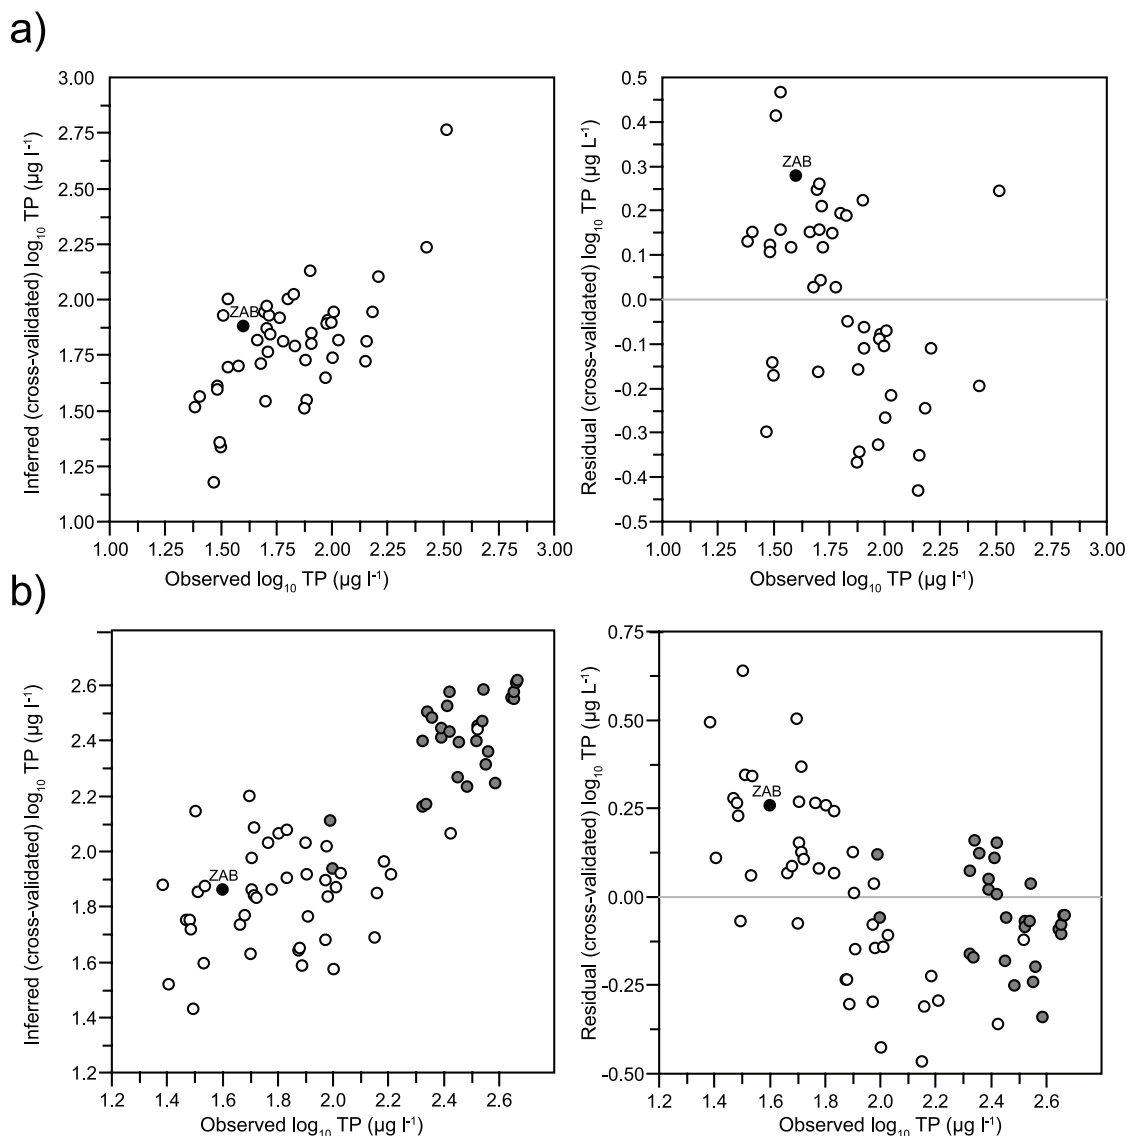 a)
3.00
2.75
2.50
2.25
2.00
1.75
1.50
1.25
1.00
Inferred (cross-validated) log₁₀ TP (µg l⁻¹)
ZAB
1.00 1.25 1.50 1.75 2.00 2.25 2.50 2.75 3.00
Observed log₁₀ TP (µg l⁻¹)
0.5
0.4
0.3
0.2
0.1
0.0
-0.1
-0.2
-0.3
-0.4
-0.5
Residual (cross-validated) log₁₀ TP (µg L⁻¹)
ZAB
1.00 1.25 1.50 1.75 2.00 2.25 2.50 2.75 3.00
Observed log₁₀ TP (µg l⁻¹)
b)
2.6
2.4
2.2
2.0
1.8
1.6
1.4
1.2
Inferred (cross-validated) log₁₀ TP (µg l⁻¹)
ZAB
1.2 1.4 1.6 1.8 2.0 2.2 2.4 2.6
Observed log₁₀ TP (µg l⁻¹)
0.75
0.50
0.25
0.00
-0.25
-0.50
Residual (cross-validated) log₁₀ TP (µg L⁻¹)
ZAB
1.2 1.4 1.6 1.8 2.0 2.2 2.4 2.6
Observed log₁₀ TP (µg l⁻¹)